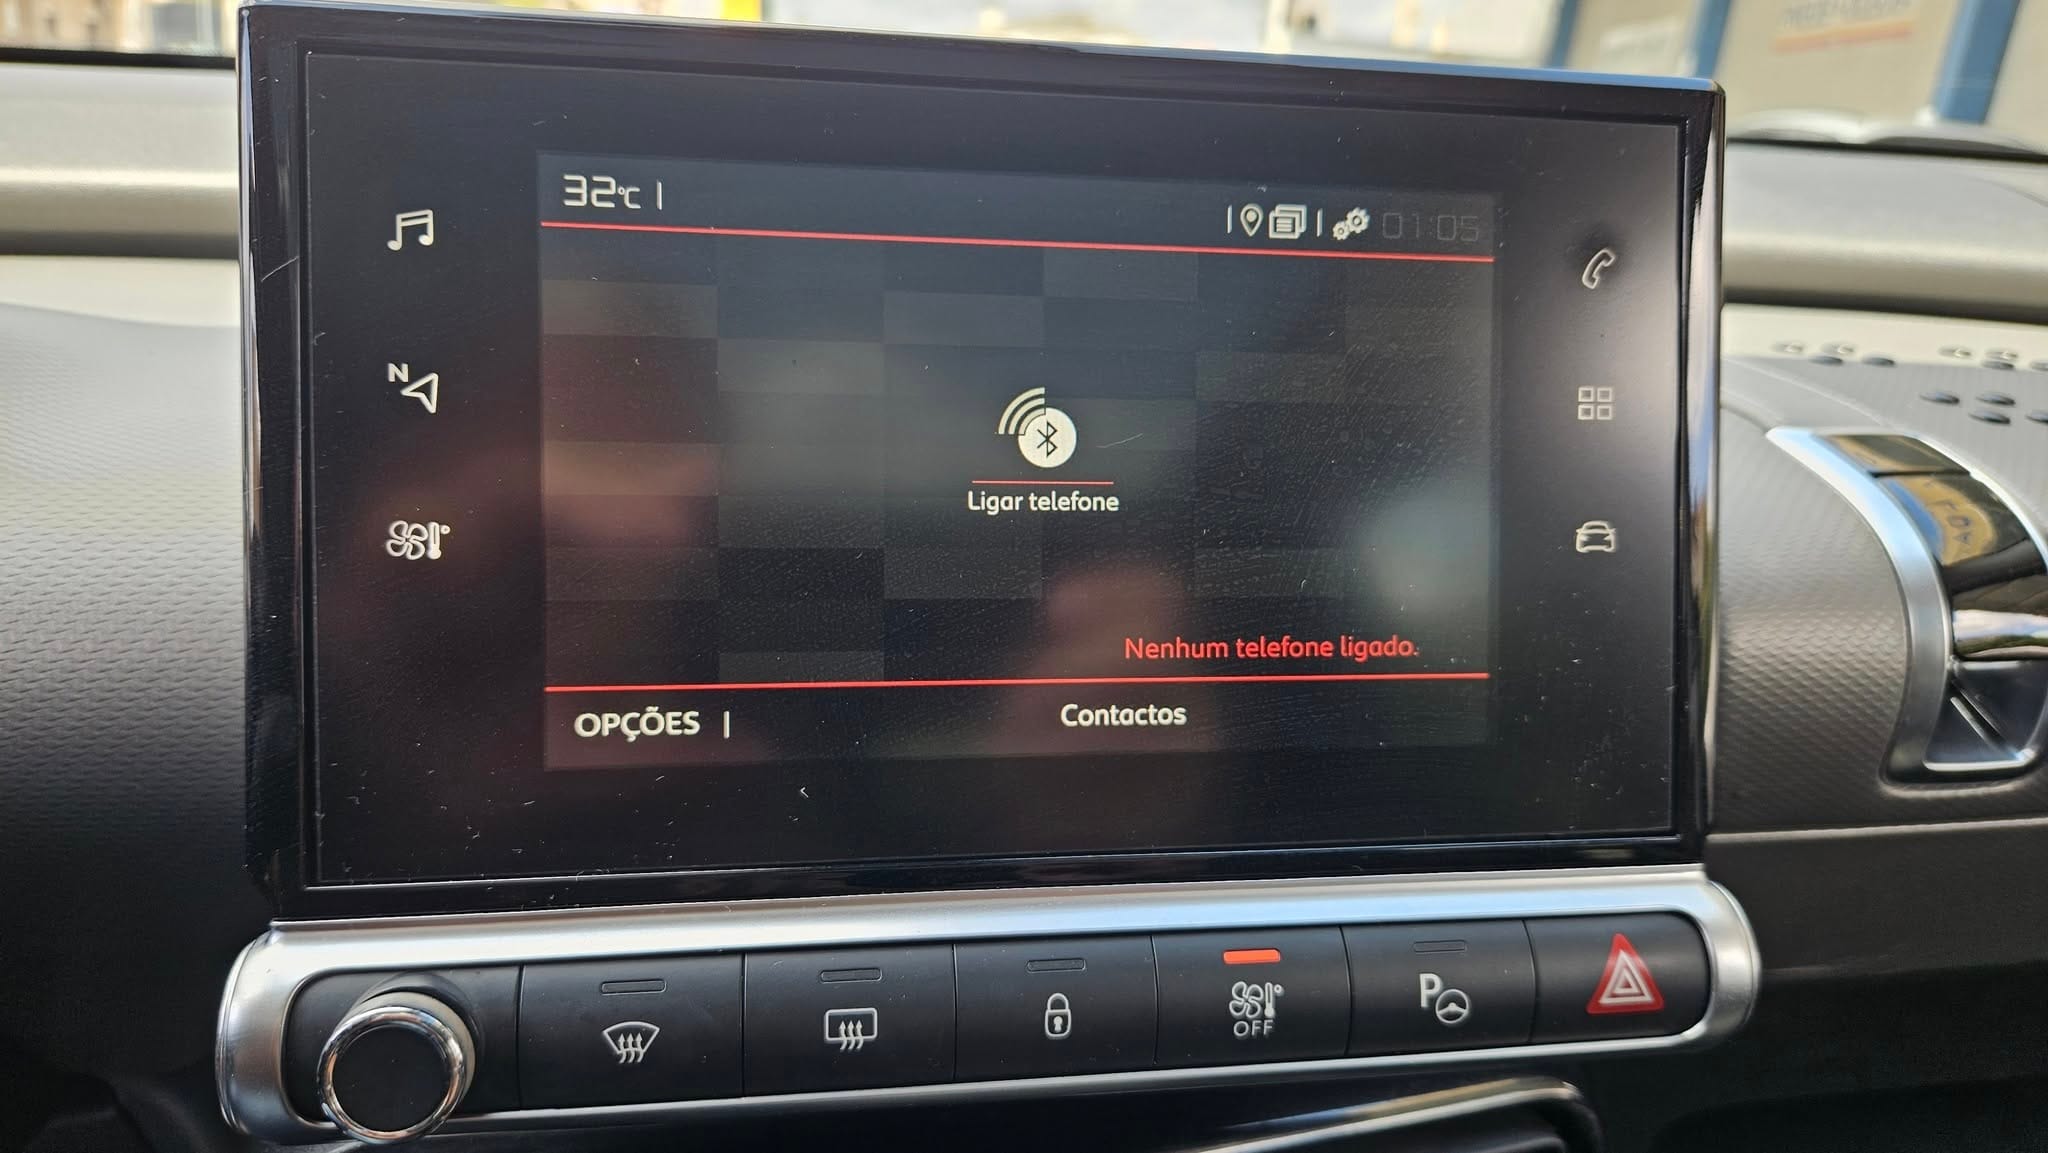 32°C
01:05
N
Ligar telefone
Nenhum telefone ligado.
OPÇÕES
Contactos
OFF
P